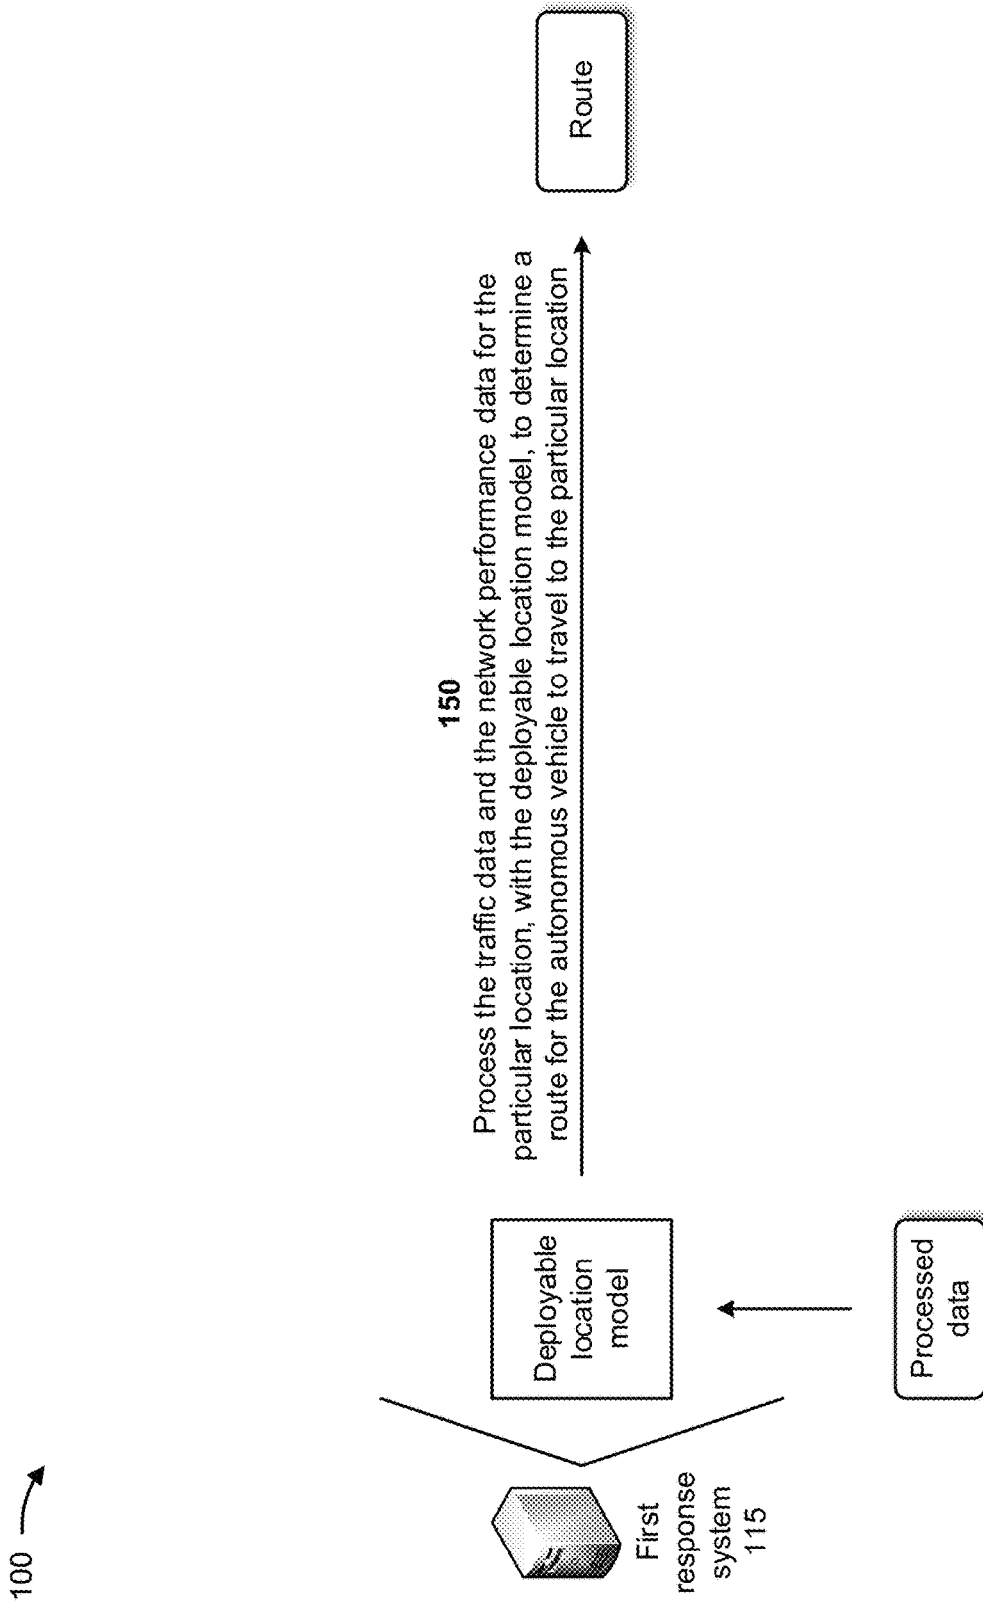 100
150
Process the traffic data and the network performance data for the
particular location, with the deployable location model, to determine a
route for the autonomous vehicle to travel to the particular location
Route
Deployable
location
model
First
response
system
115
Processed
data